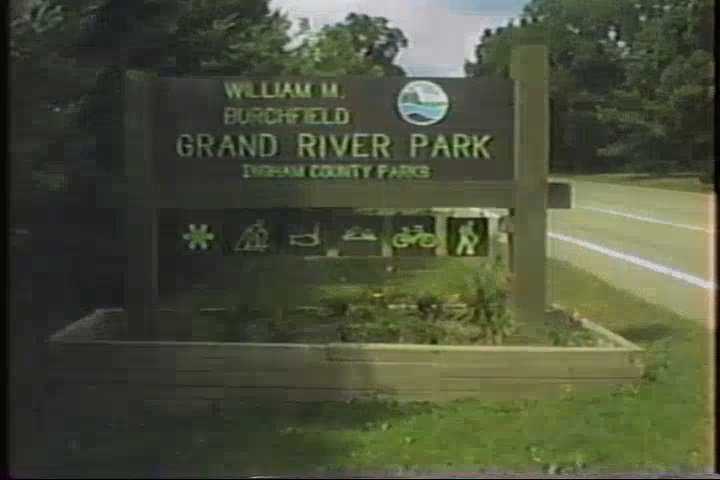 WILLIAM M.
BURCHFIELD
GRAND RIVER PARK
INGHAM COUNTY PARKS